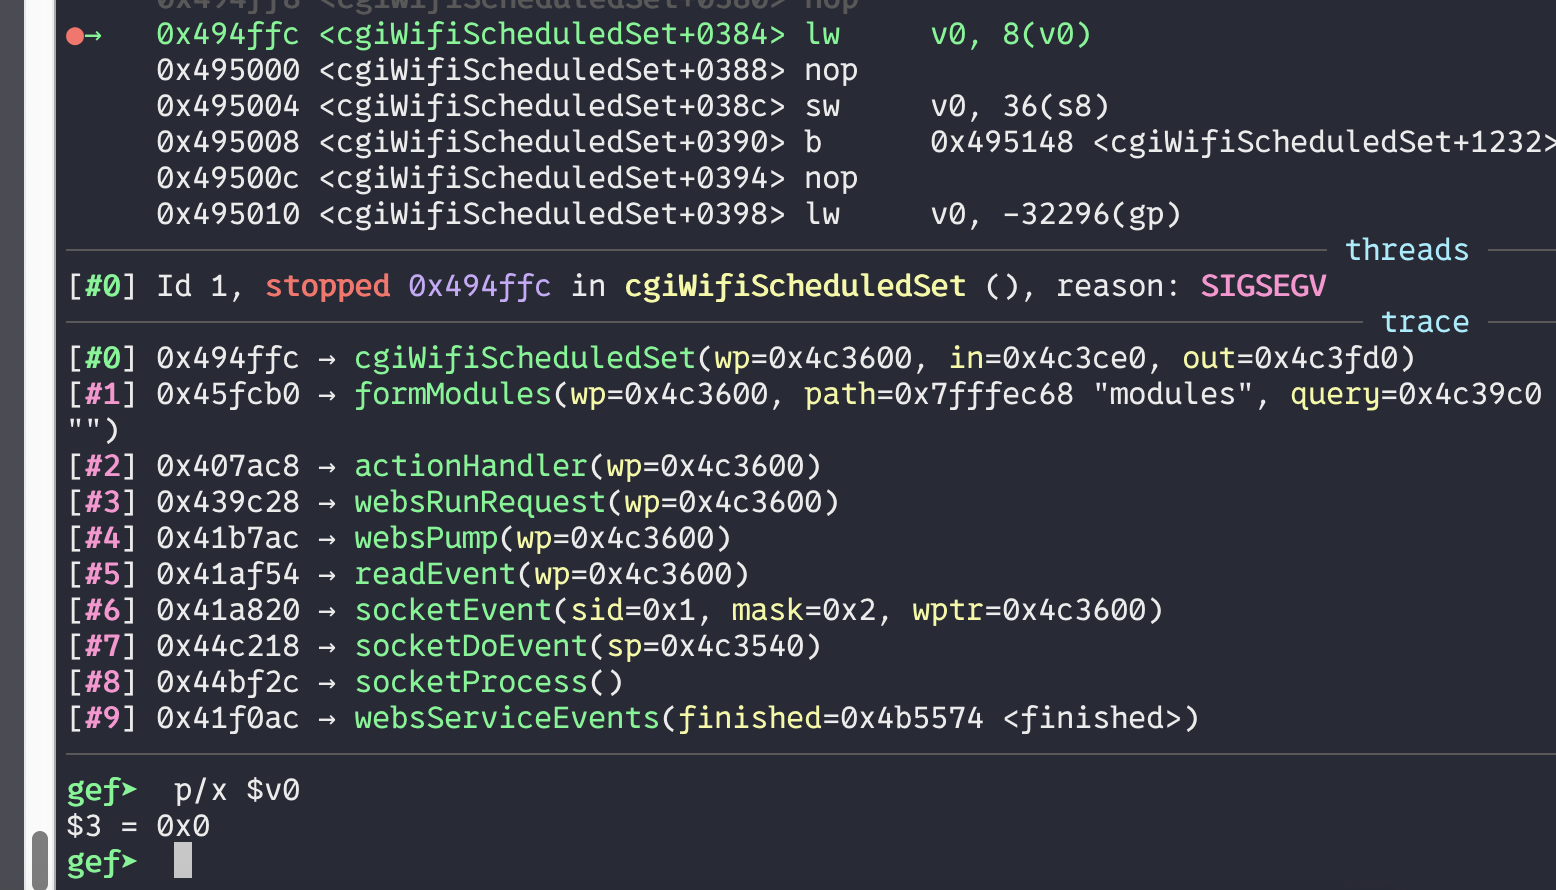 0x494ff8 <cgiWifiScheduledSet+0380> nop
●→ 0x494ffc <cgiWifiScheduledSet+0384> lw v0, 8(v0)
0x495000 <cgiWifiScheduledSet+0388> nop
0x495004 <cgiWifiScheduledSet+038c> sw v0, 36(s8)
0x495008 <cgiWifiScheduledSet+0390> b 0x495148 <cgiWifiScheduledSet+1232>
0x49500c <cgiWifiScheduledSet+0394> nop
0x495010 <cgiWifiScheduledSet+0398> lw v0, -32296(gp)
threads
[#0] Id 1, stopped 0x494ffc in cgiWifiScheduledSet (), reason: SIGSEGV
trace
[#0] 0x494ffc → cgiWifiScheduledSet(wp=0x4c3600, in=0x4c3ce0, out=0x4c3fd0)
[#1] 0x45fcb0 → formModules(wp=0x4c3600, path=0x7fffec68 "modules", query=0x4c39c0
"")
[#2] 0x407ac8 → actionHandler(wp=0x4c3600)
[#3] 0x439c28 → websRunRequest(wp=0x4c3600)
[#4] 0x41b7ac → websPump(wp=0x4c3600)
[#5] 0x41af54 → readEvent(wp=0x4c3600)
[#6] 0x41a820 → socketEvent(sid=0x1, mask=0x2, wptr=0x4c3600)
[#7] 0x44c218 → socketDoEvent(sp=0x4c3540)
[#8] 0x44bf2c → socketProcess()
[#9] 0x41f0ac → websServiceEvents(finished=0x4b5574 <finished>)
gef➤ p/x $v0
$3 = 0x0
gef➤